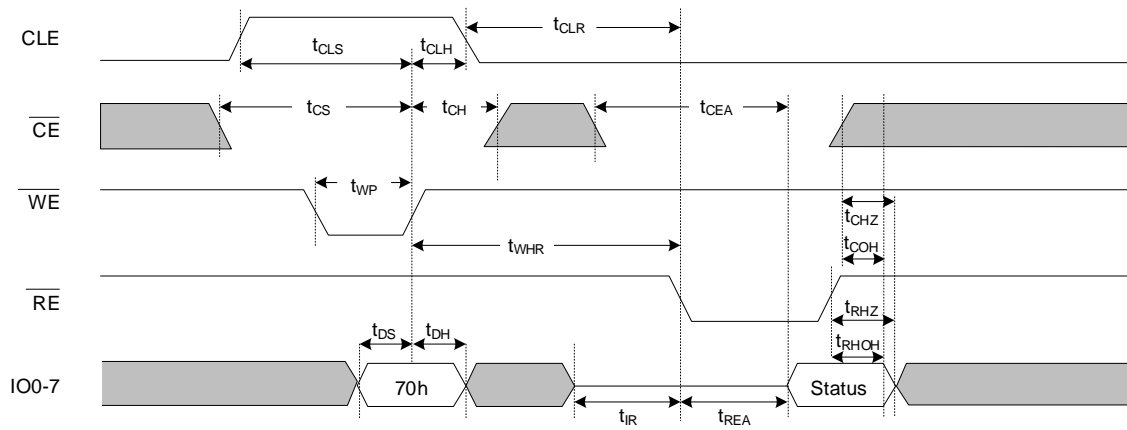 CLE
tCLS
tCLH
tCLR
CE
tCS
tCH
tCEA
WE
tWP
tCHZ
tWHR
tCOH
RE
tRHZ
tDS
tDH
tRHOH
IO0-7
70h
Status
tIR
tREA